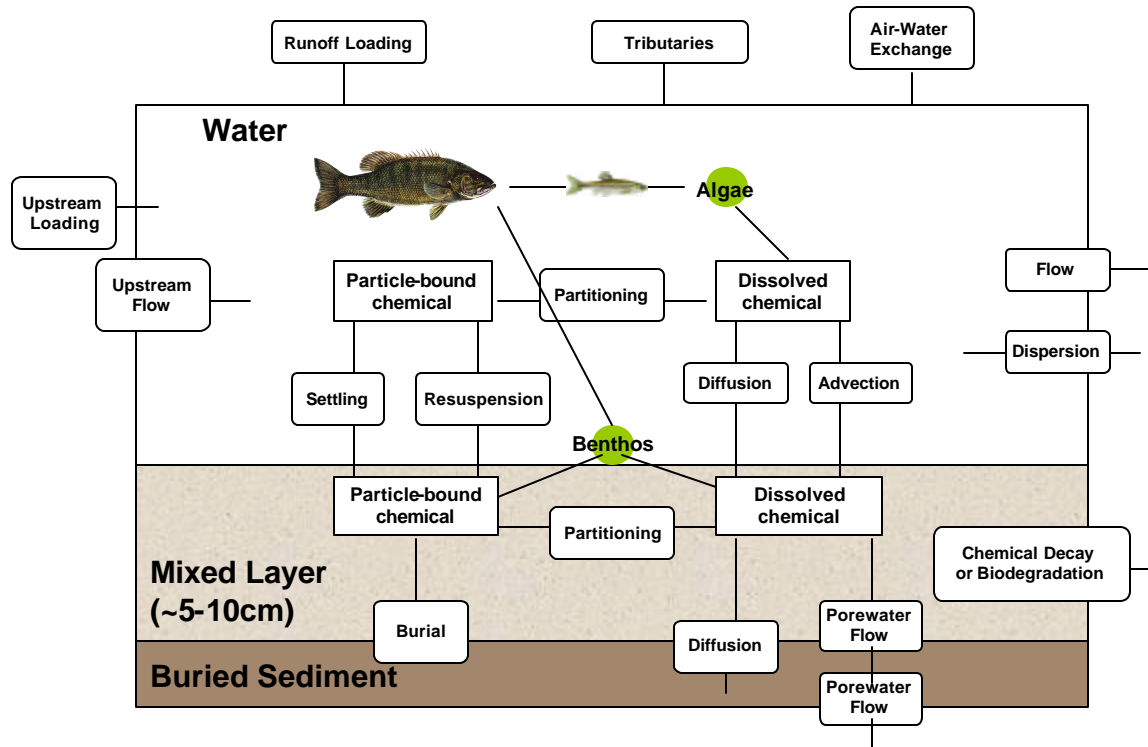 Runoff Loading
Tributaries
Air-Water
Exchange
Water
Algae
Upstream
Loading
Upstream
Flow
Particle-bound
chemical
Partitioning
Dissolved
chemical
Flow
Dispersion
Settling
Resuspension
Diffusion
Advection
Benthos
Particle-bound
chemical
Partitioning
Dissolved
chemical
Chemical Decay
or Biodegradation
Mixed Layer
(~5-10cm)
Burial
Diffusion
Porewater
Flow
Buried Sediment
Porewater
Flow